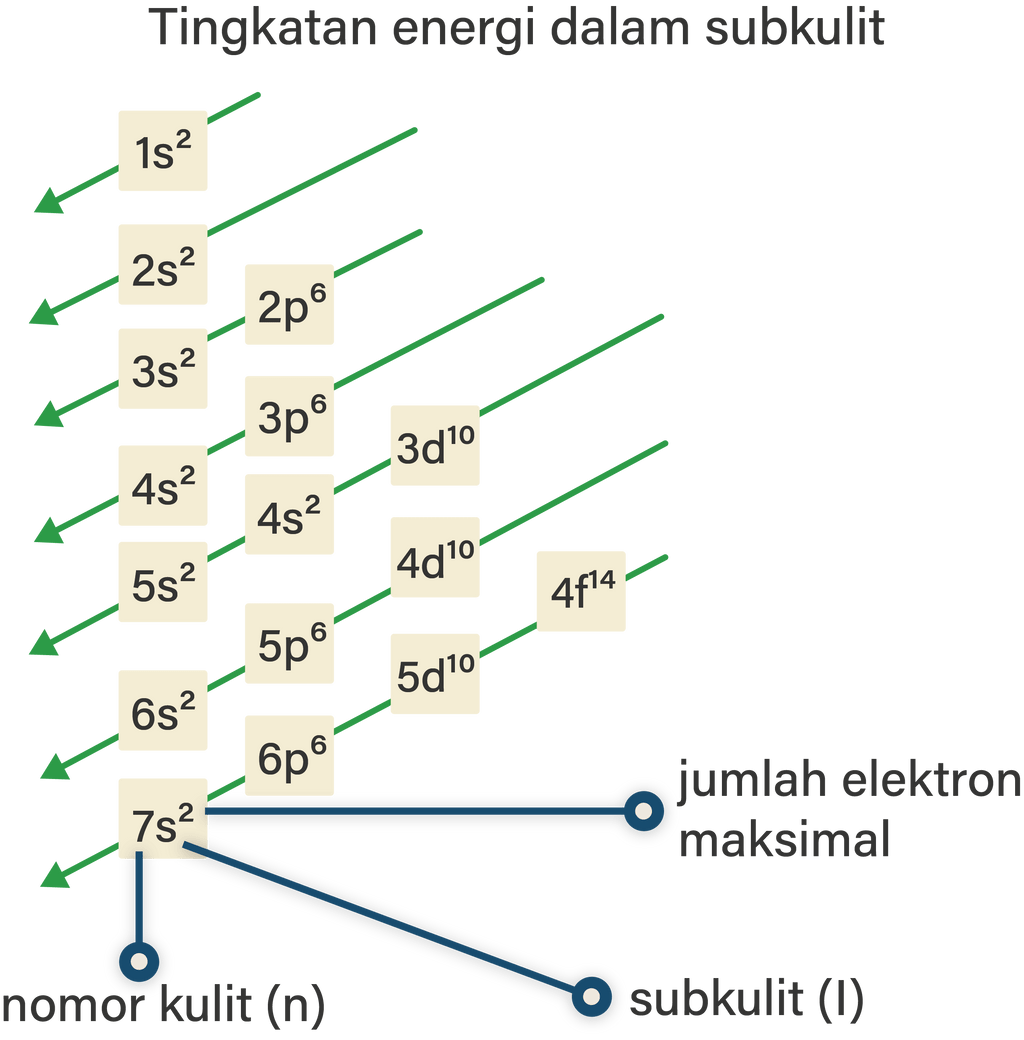 Tingkatan energi dalam subkulit
1s²
2s²
2p⁶
3s²
3p⁶
3d¹⁰
4s²
4s²
4d¹⁰
4f¹⁴
5s²
5p⁶
5d¹⁰
6s²
6p⁶
7s²
jumlah elektron
maksimal
nomor kulit (n)
subkulit (l)